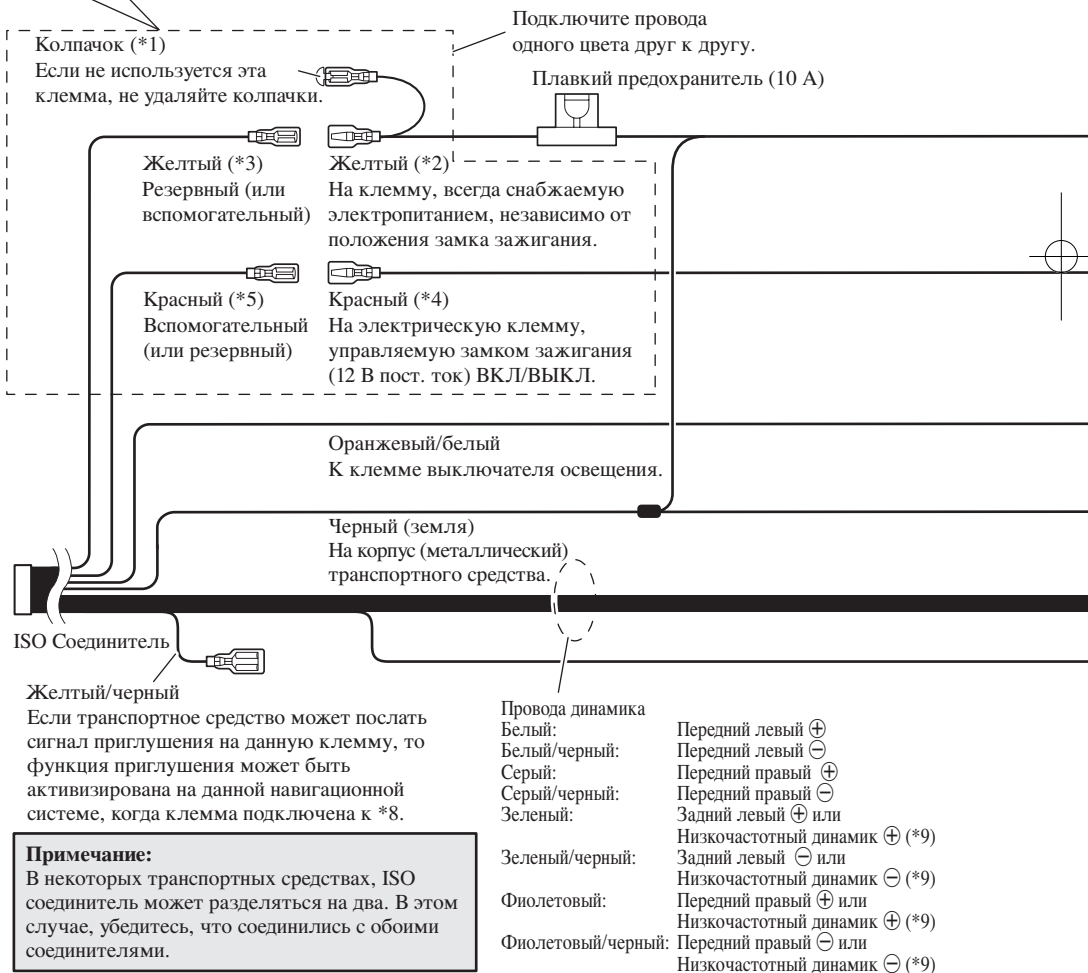 Подключите провода
одного цвета друг к другу.
Колпачок (*1)
Если не используется эта
клемма, не удаляйте колпачки.
Плавкий предохранитель (10 А)
Желтый (*3)
Резервный (или
вспомогательный)
Желтый (*2)
На клемму, всегда снабжаемую
электропитанием, независимо от
положения замка зажигания.
Красный (*5)
Вспомогательный
(или резервный)
Красный (*4)
На электрическую клемму,
управляемую замком зажигания
(12 В пост. ток) ВКЛ/ВЫКЛ.
Оранжевый/белый
К клемме выключателя освещения.
Черный (земля)
На корпус (металлический)
транспортного средства.
ISO Соединитель
Желтый/черный
Если транспортное средство может послать
сигнал приглушения на данную клемму, то
функция приглушения может быть
активизирована на данной навигационной
системе, когда клемма подключена к *8.
Примечание:
В некоторых транспортных средствах, ISO
соединитель может разделяться на два. В этом
случае, убедитесь, что соединились с обоими
соединителями.
Провода динамика
Белый: Передний левый ⊕
Белый/черный: Передний левый ⊖
Серый: Передний правый ⊕
Серый/черный: Передний правый ⊖
Зеленый: Задний левый ⊕ или
Низкочастотный динамик ⊕ (*9)
Зеленый/черный: Задний левый ⊖ или
Низкочастотный динамик ⊖ (*9)
Фиолетовый: Передний правый ⊕ или
Низкочастотный динамик ⊕ (*9)
Фиолетовый/черный: Передний правый ⊖ или
Низкочастотный динамик ⊖ (*9)